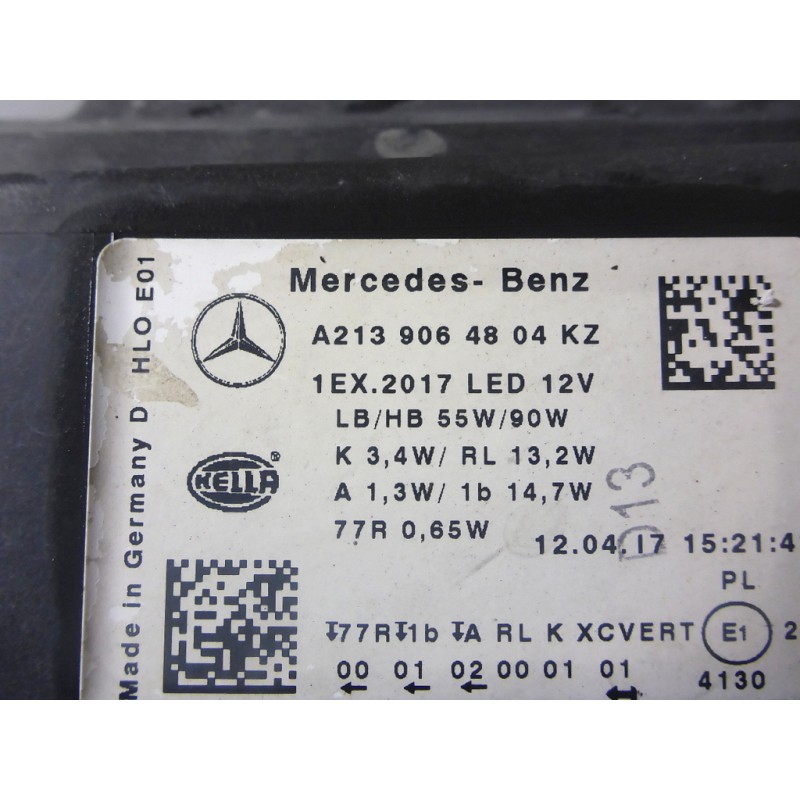 Mercedes- Benz
A213 906 48 04 KZ
1EX.2017 LED 12V
LB/HB 55W/90W
K 3,4W/ RL 13,2W
A 1,3W/ 1b 14,7W
77R 0,65W
12.04.17 15:21:4
D13
PL
77R 1b A RL K XCVERT E1 2
00 01 02 00 01 01 4130
HELLA®
Made in Germany D HLO E01